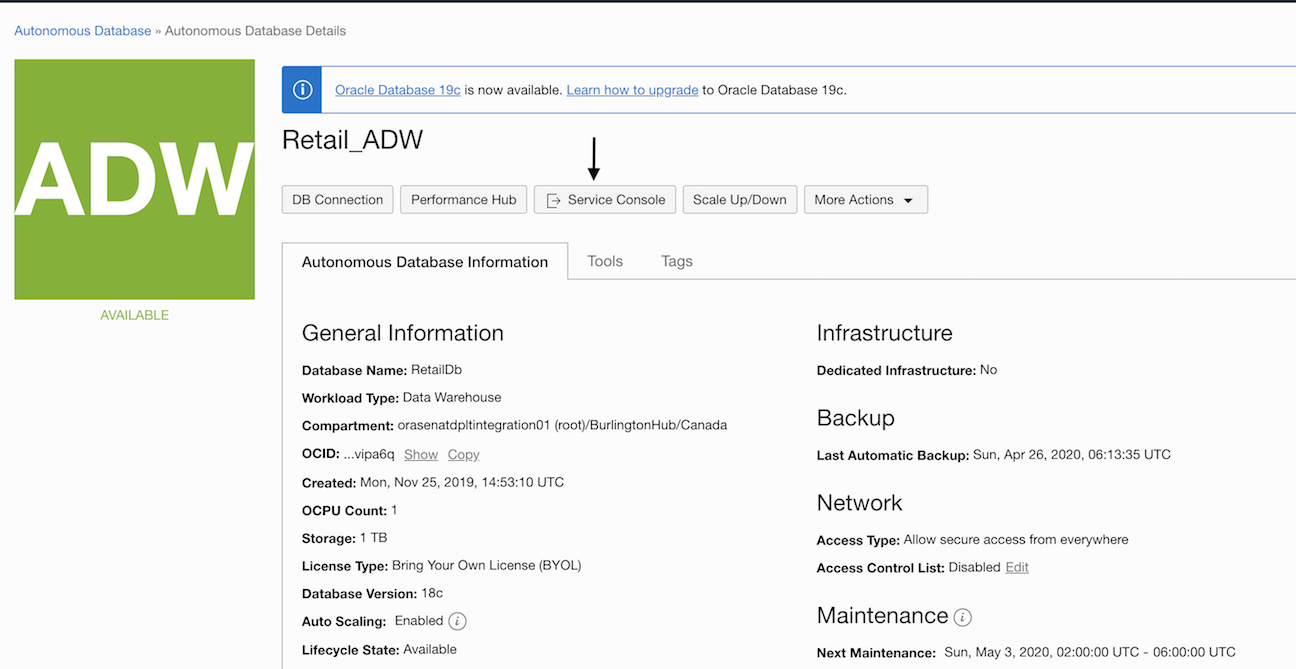 Autonomous Database » Autonomous Database Details
ADW
AVAILABLE
Oracle Database 19c is now available. Learn how to upgrade to Oracle Database 19c.
Retail_ADW
DB Connection
Performance Hub
Service Console
Scale Up/Down
More Actions
Autonomous Database Information
Tools
Tags
General Information
Database Name: RetailDb
Workload Type: Data Warehouse
Compartment: orasenatdpltintegration01 (root)/BurlingtonHub/Canada
OCID: ...vipa6q Show Copy
Created: Mon, Nov 25, 2019, 14:53:10 UTC
OCPU Count: 1
Storage: 1 TB
License Type: Bring Your Own License (BYOL)
Database Version: 18c
Auto Scaling: Enabled
Lifecycle State: Available
Infrastructure
Dedicated Infrastructure: No
Backup
Last Automatic Backup: Sun, Apr 26, 2020, 06:13:35 UTC
Network
Access Type: Allow secure access from everywhere
Access Control List: Disabled Edit
Maintenance
Next Maintenance: Sun, May 3, 2020, 02:00:00 UTC - 06:00:00 UTC